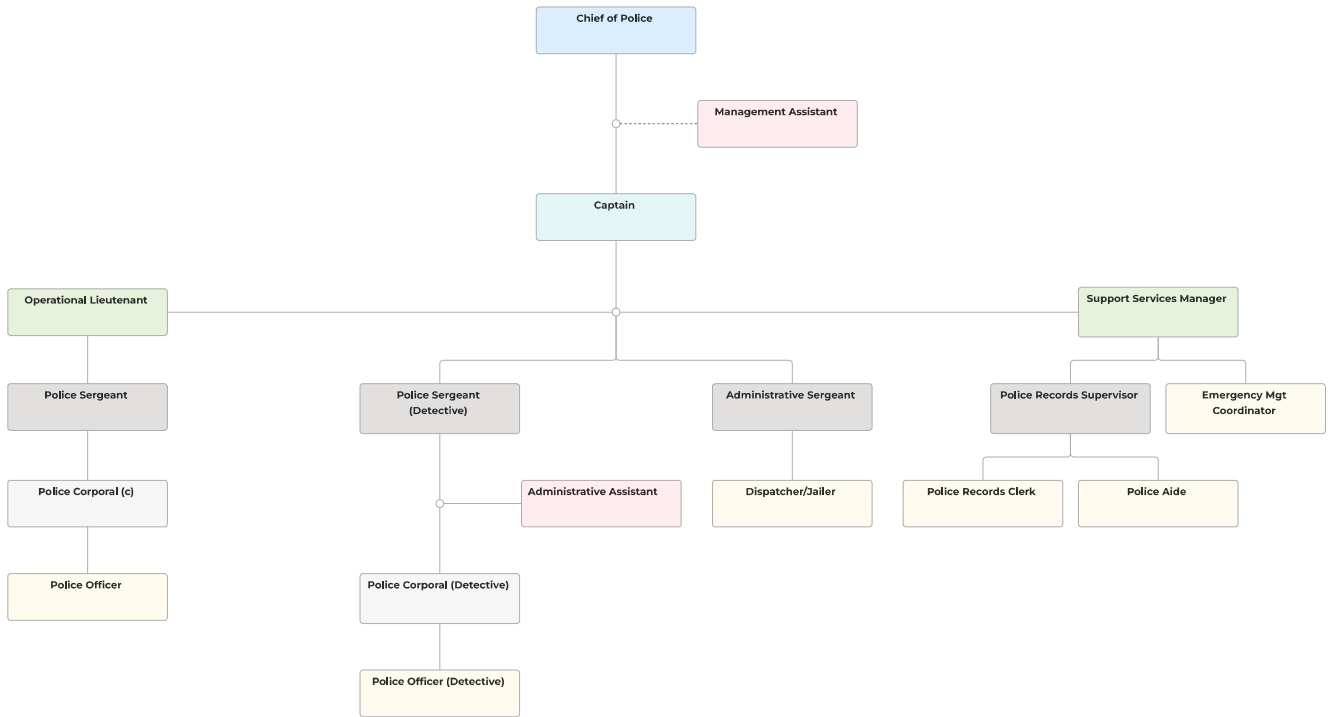 Chief of Police
Management Assistant
Captain
Operational Lieutenant
Support Services Manager
Police Sergeant
Police Sergeant
(Detective)
Administrative Sergeant
Police Records Supervisor
Emergency Mgt
Coordinator
Police Corporal (c)
Administrative Assistant
Dispatcher/Jailer
Police Records Clerk
Police Aide
Police Officer
Police Corporal (Detective)
Police Officer (Detective)